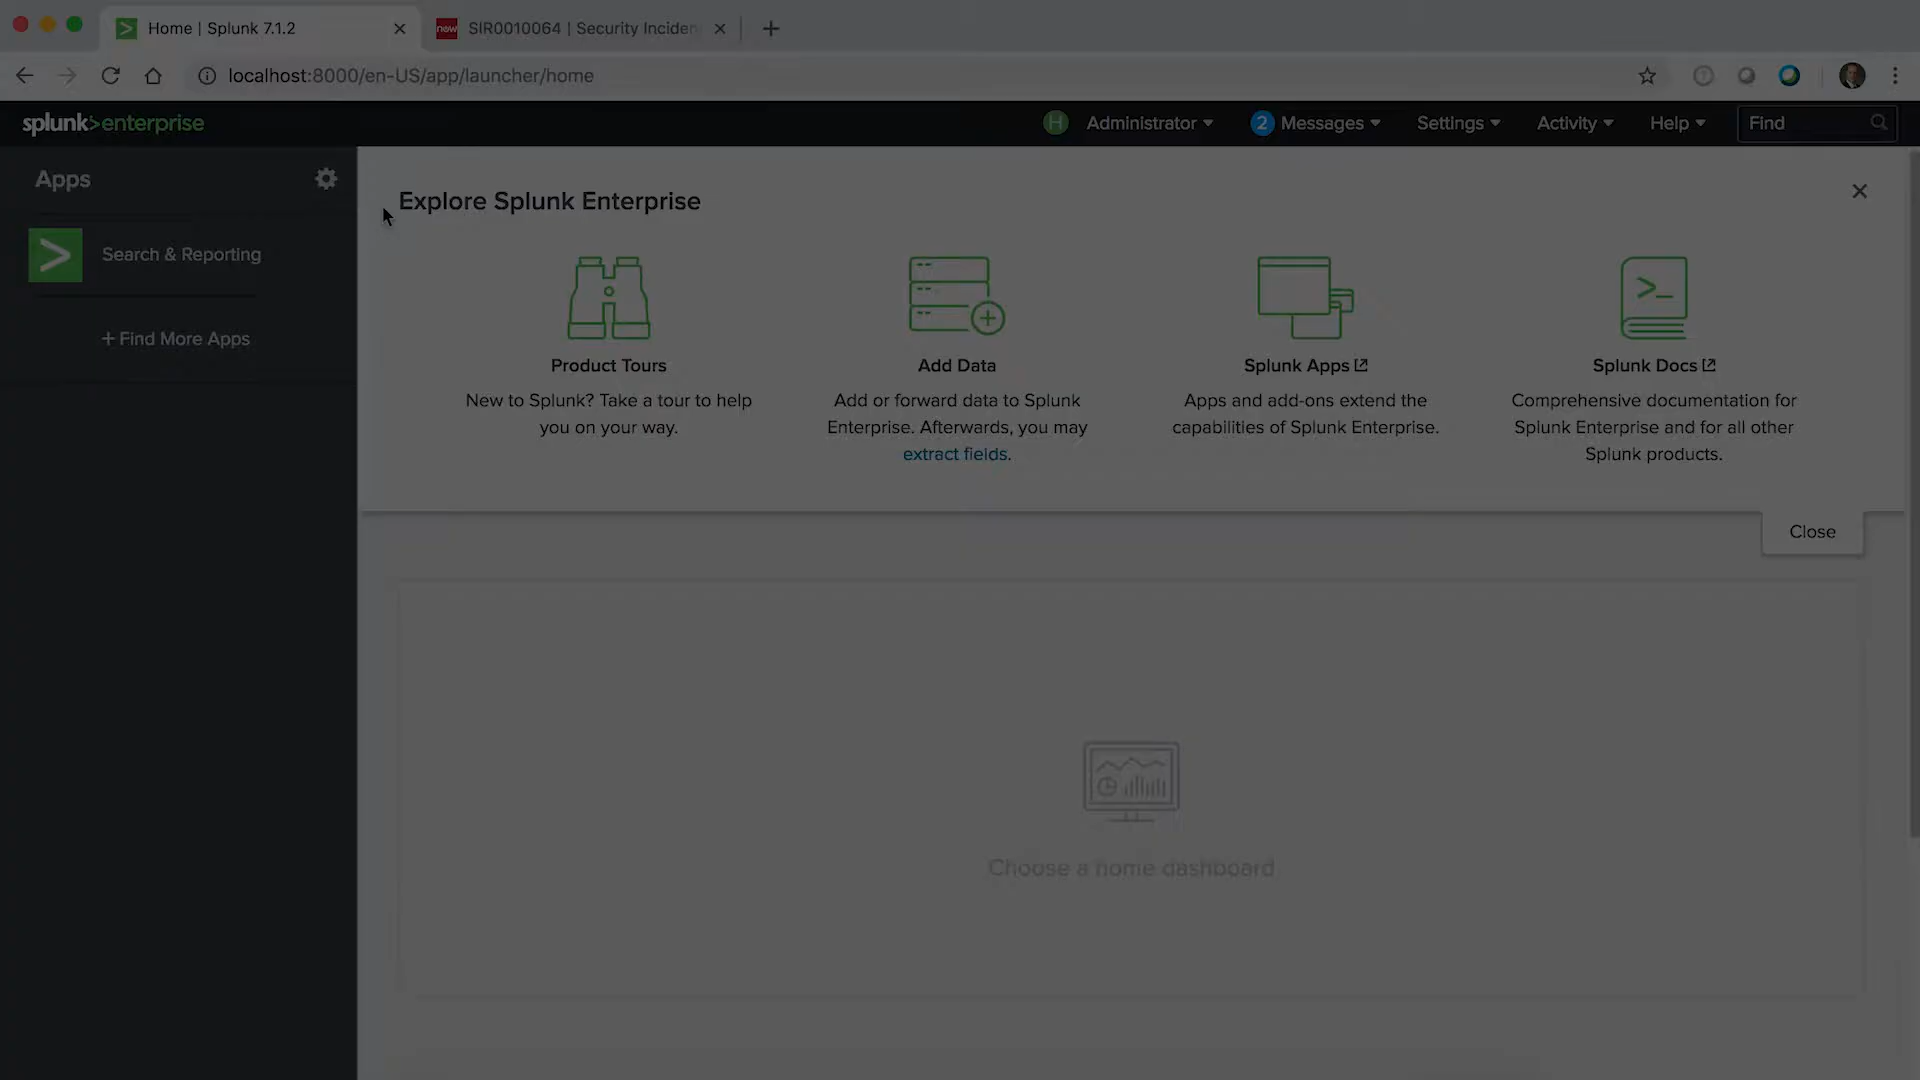 Home | Splunk 7.1.2
now
SIR0010064 | Security Inciden
localhost:8000/en-US/app/launcher/home
splunk>enterprise
H
Administrator
2
Messages
Settings
Activity
Help
Find
Apps
Search & Reporting
+ Find More Apps
Explore Splunk Enterprise
Product Tours
New to Splunk? Take a tour to help
you on your way.
Add Data
Add or forward data to Splunk
Enterprise. Afterwards, you may
extract fields.
Splunk Apps
Apps and add-ons extend the
capabilities of Splunk Enterprise.
Splunk Docs
Comprehensive documentation for
Splunk Enterprise and for all other
Splunk products.
Close
Choose a home dashboard